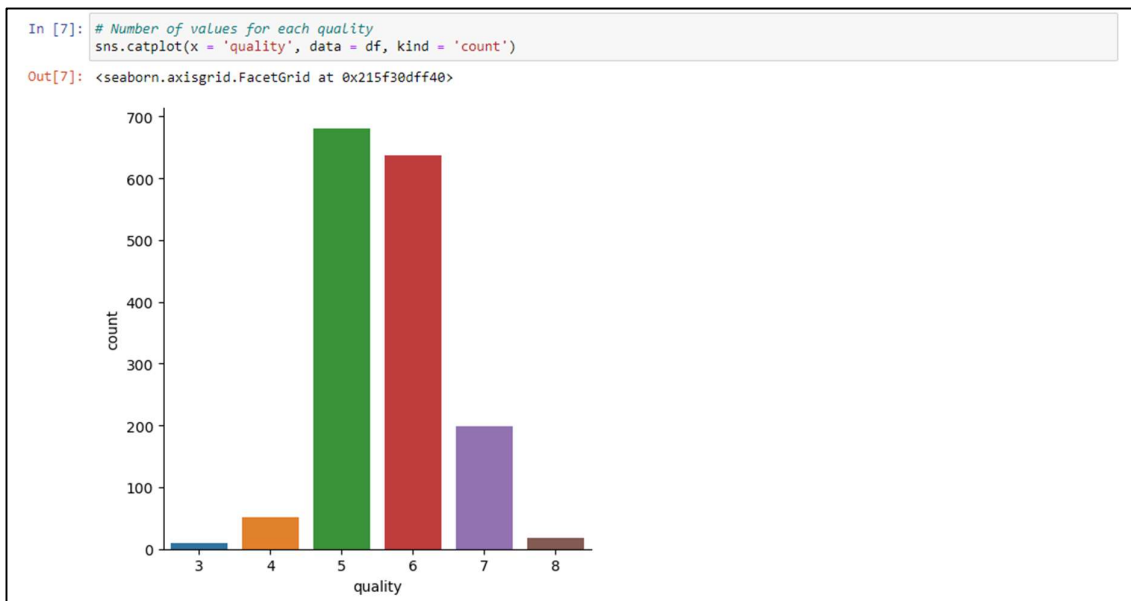 In [7]: # Number of values for each quality
sns.catplot(x = 'quality', data = df, kind = 'count')
Out[7]: <seaborn.axisgrid.FacetGrid at 0x215f30dff40>
700
600
500
400
300
200
100
0
count
3 4 5 6 7 8
quality